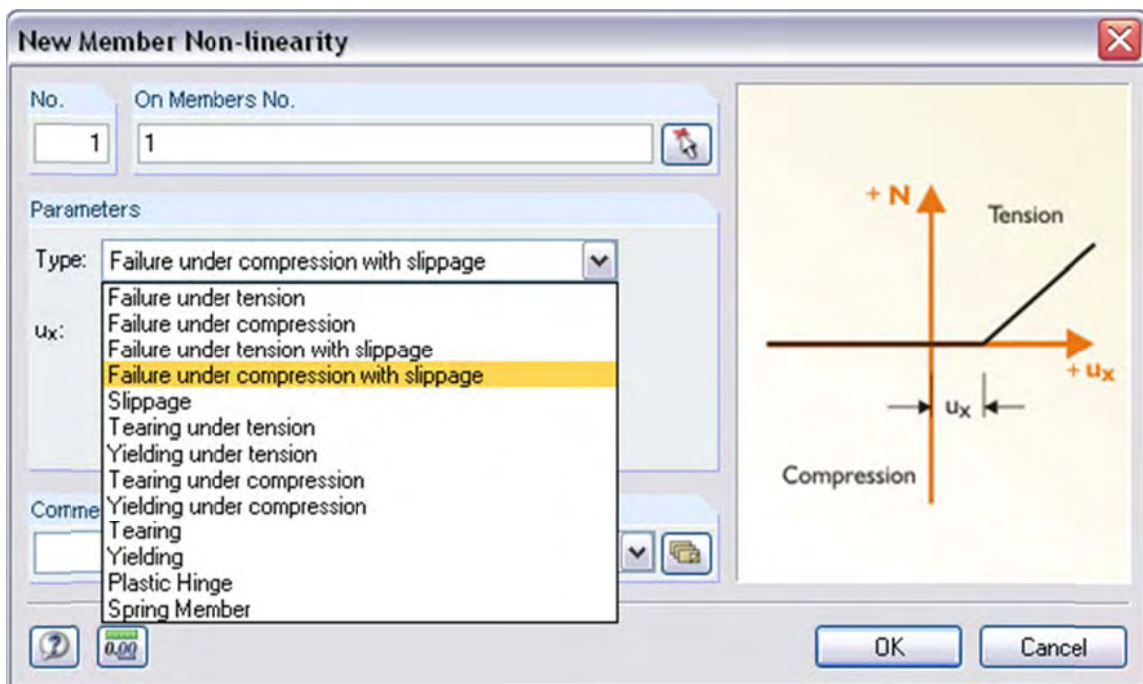 New Member Non-linearity
No. On Members No.
1 1
Parameters
Type: Failure under compression with slippage
Failure under tension
Failure under compression
ux: Failure under tension with slippage
Failure under compression with slippage
Slippage
Tearing under tension
Yielding under tension
Tearing under compression
Yielding under compression
Comme
Tearing
Yielding
Plastic Hinge
Spring Member
0.00
OK Cancel
+ N
Tension
+ ux
ux
Compression